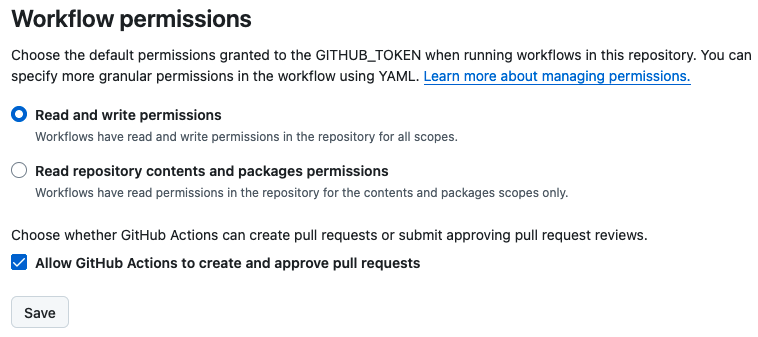 Workflow permissions
Choose the default permissions granted to the GITHUB_TOKEN when running workflows in this repository. You can
specify more granular permissions in the workflow using YAML. Learn more about managing permissions.
Read and write permissions
Workflows have read and write permissions in the repository for all scopes.
Read repository contents and packages permissions
Workflows have read permissions in the repository for the contents and packages scopes only.
Choose whether GitHub Actions can create pull requests or submit approving pull request reviews.
Allow GitHub Actions to create and approve pull requests
Save